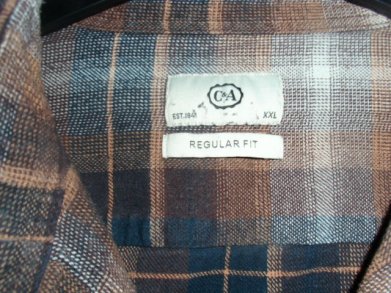 C&A
EST.1841 XXL
REGULAR FIT